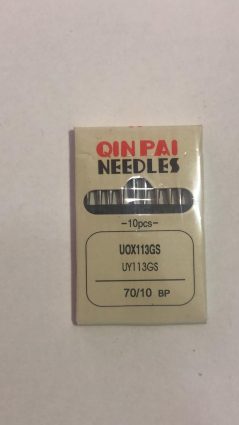 QIN PAI
NEEDLES
-10pcs-
UOX113GS
UY113GS
70/10 BP